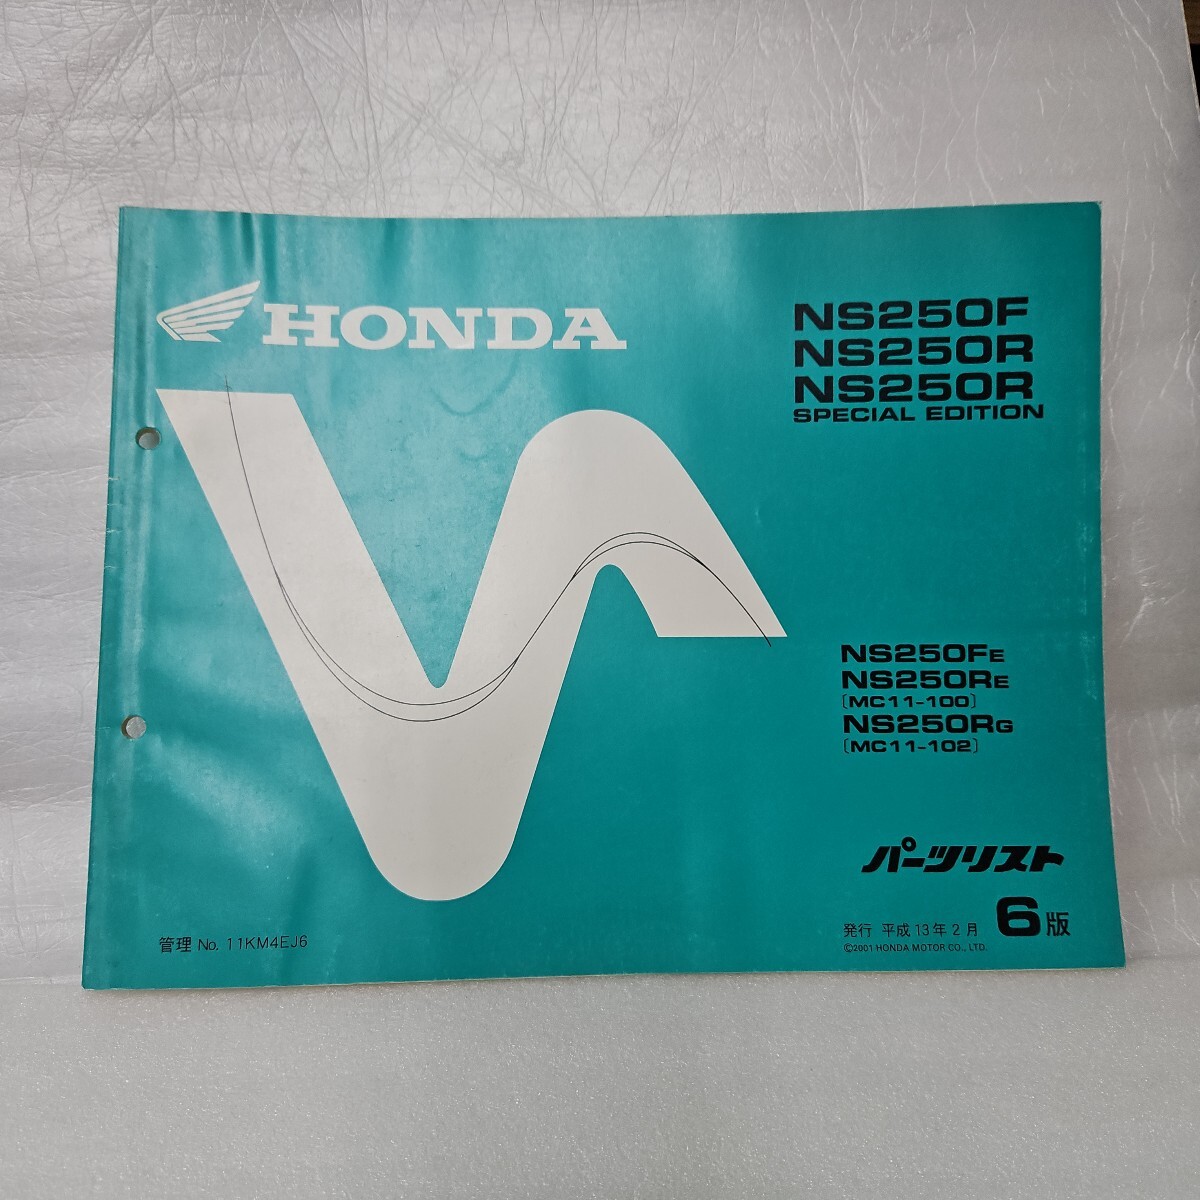 HONDA
NS250F
NS250R
NS250R
SPECIAL EDITION
NS250FE
NS250RE
〔MC11-100〕
NS250RG
〔MC11-102〕
パーツリスト
発行 平成13年2月 6版
©2001 HONDA MOTOR CO., LTD.
管理 No. 11KM4EJ6